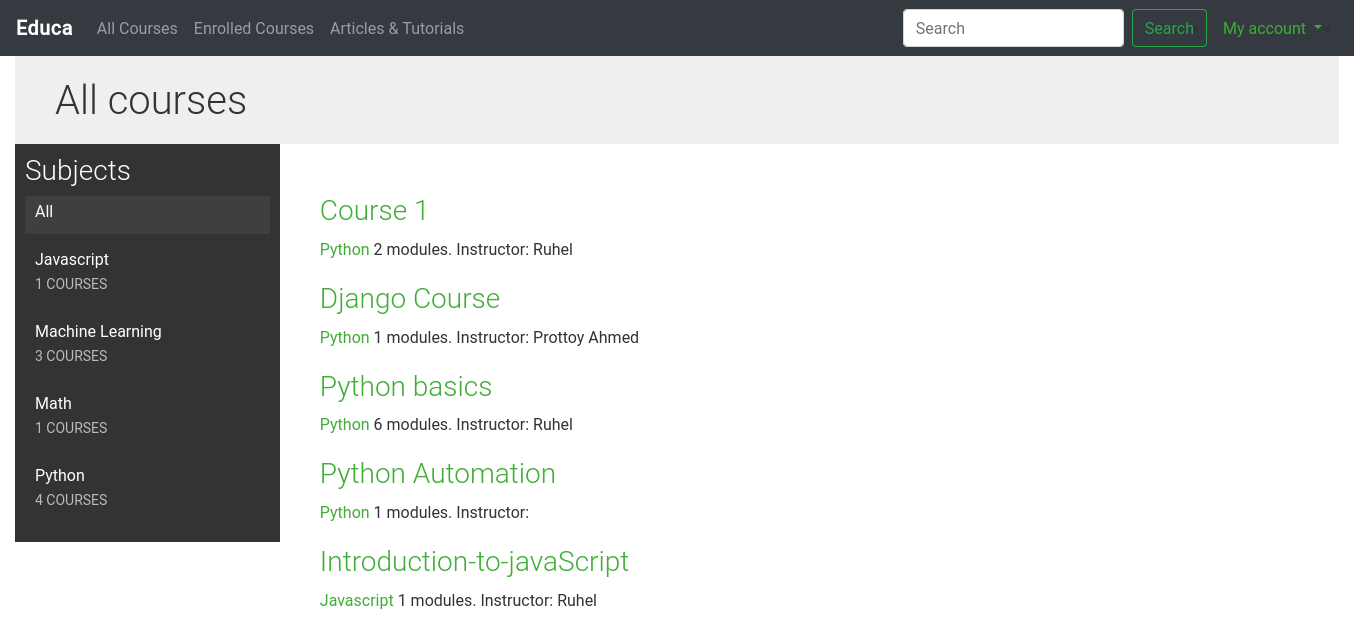 Educa All Courses Enrolled Courses Articles & Tutorials Search Search My account
All courses
Subjects
All
Javascript
1 COURSES
Machine Learning
3 COURSES
Math
1 COURSES
Python
4 COURSES
Course 1
Python 2 modules. Instructor: Ruhel
Django Course
Python 1 modules. Instructor: Prottoy Ahmed
Python basics
Python 6 modules. Instructor: Ruhel
Python Automation
Python 1 modules. Instructor:
Introduction-to-javaScript
Javascript 1 modules. Instructor: Ruhel